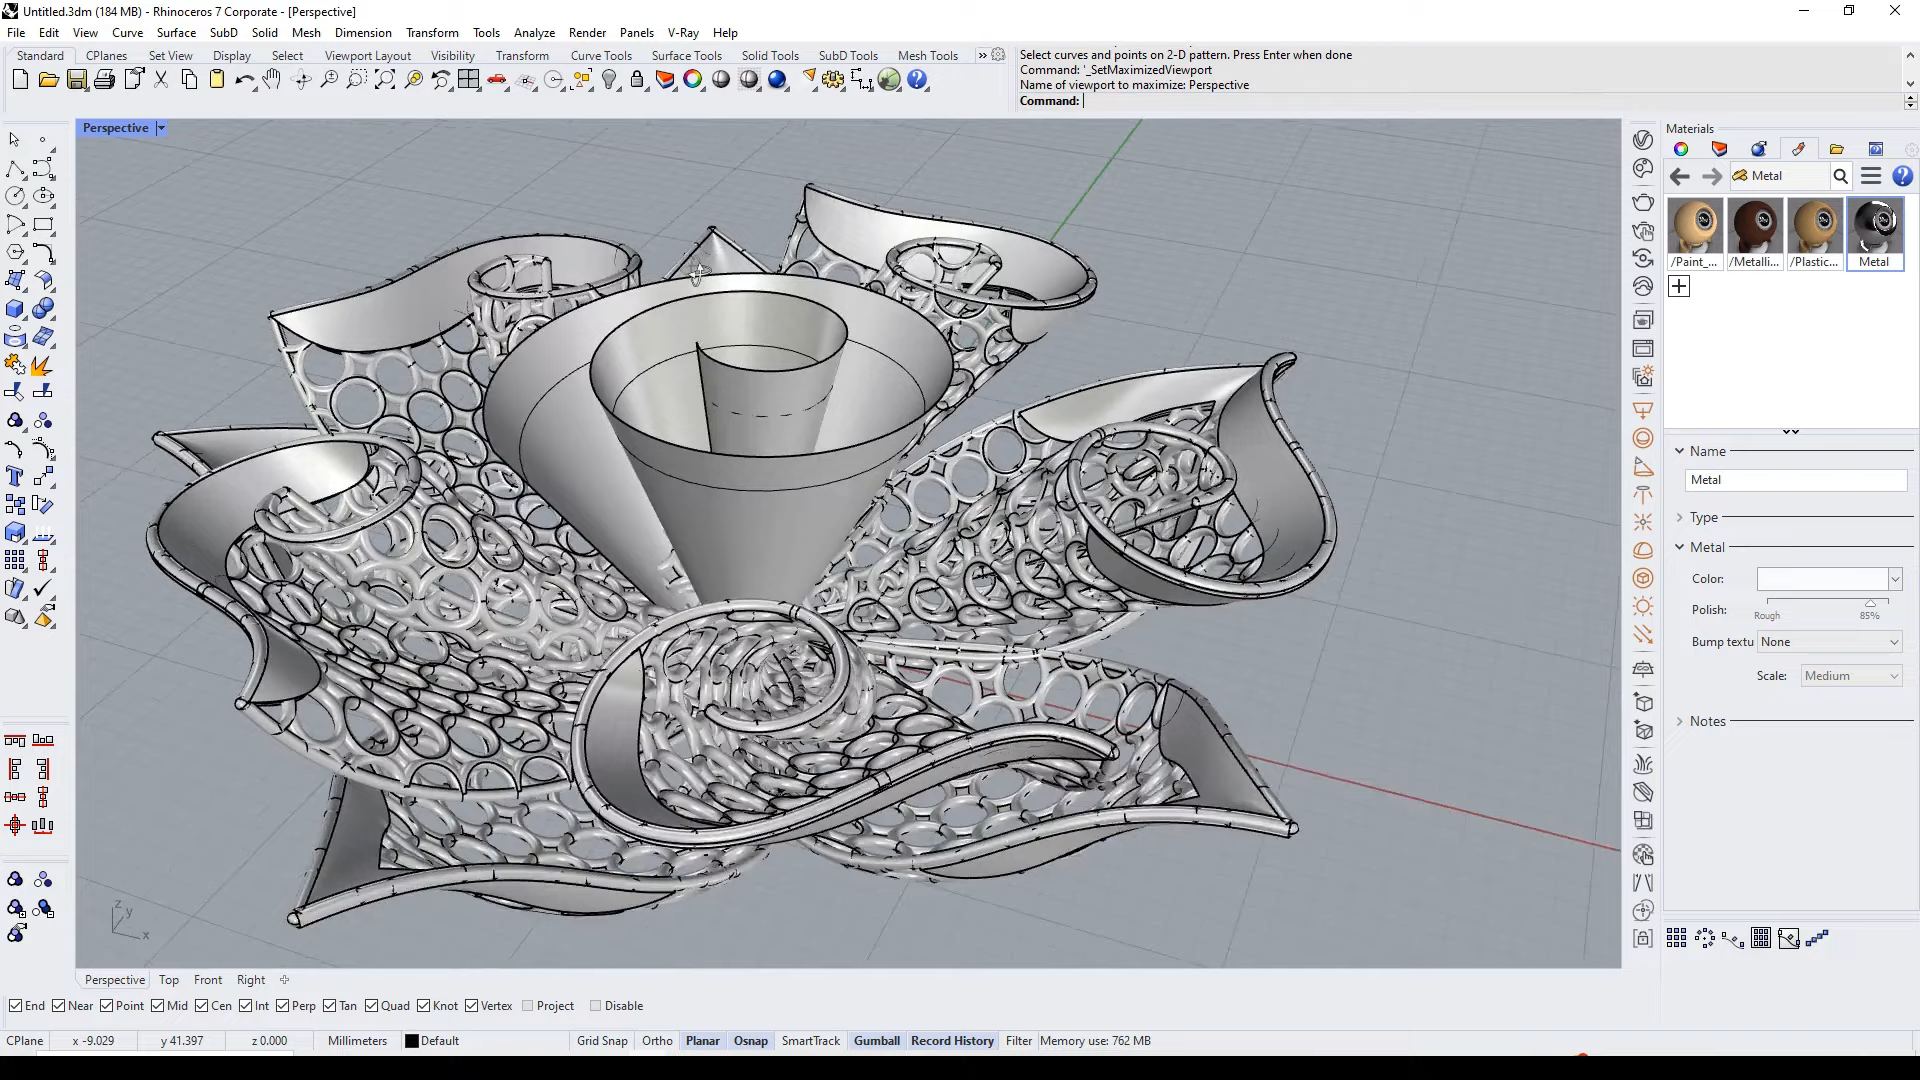 Untitled.3dm (184 MB) - Rhinoceros 7 Corporate - [Perspective]
File Edit View Curve Surface SubD Solid Mesh Dimension Transform Tools Analyze Render Panels V-Ray Help
Standard CPlanes Set View Display Select Viewport Layout Visibility Transform Curve Tools Surface Tools Solid Tools SubD Tools Mesh Tools »
Select curves and points on 2-D pattern. Press Enter when done
Command: '_SetMaximizedViewport
Name of viewport to maximize: Perspective
Command:
Perspective
Materials
Metal
/Paint_... /Metalli... /Plastic... Metal
Name
Metal
Type
Metal
Color:
Polish:
Rough 85%
Bump textu None
Scale: Medium
Notes
z
y
x
Perspective Top Front Right
End Near Point Mid Cen Int Perp Tan Quad Knot Vertex Project Disable
CPlane x -9.029 y 41.397 z 0.000 Millimeters Default Grid Snap Ortho Planar Osnap SmartTrack Gumball Record History Filter Memory use: 762 MB